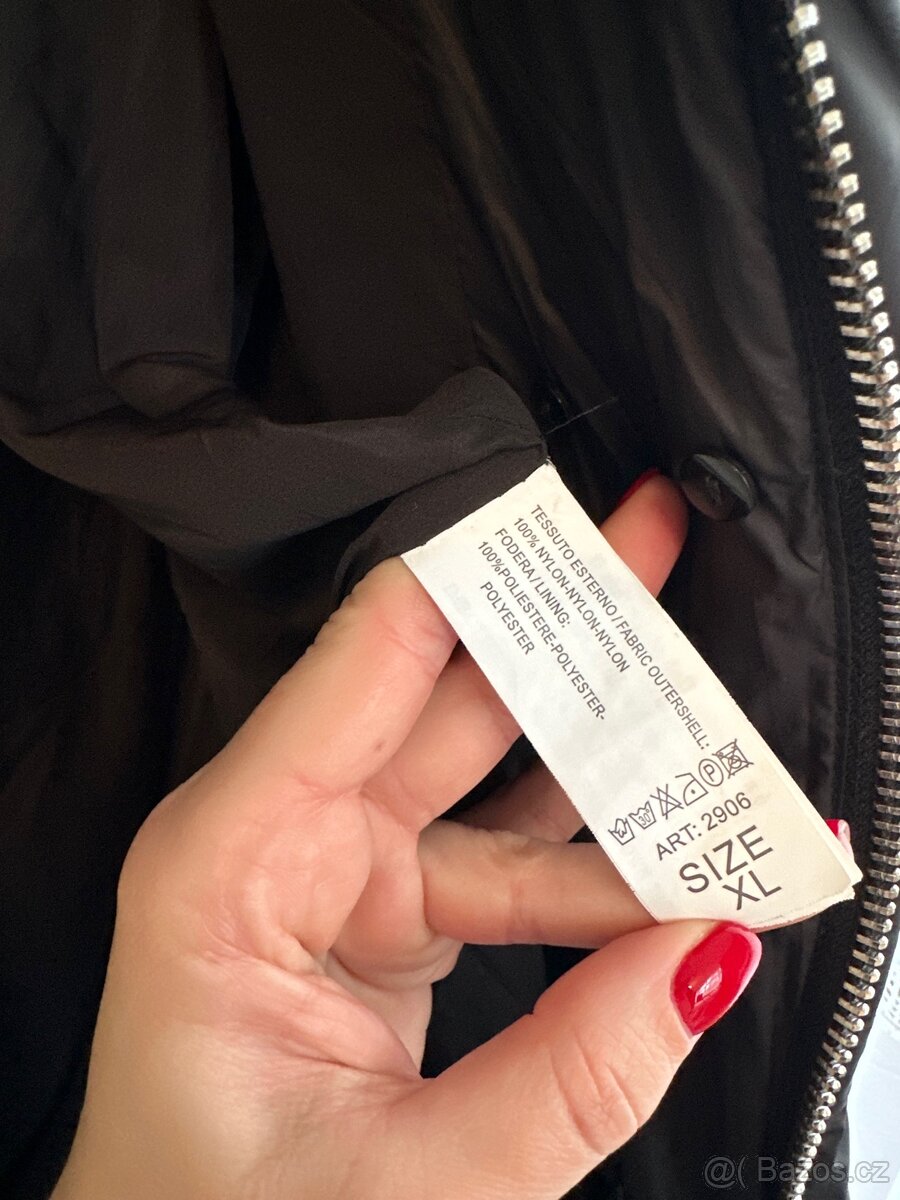 TESSUTO ESTERNO / FABRIC OUTERSHELL:
100% NYLON-NYLON-NYLON
FODERA / LINING:
100%POLIESTERE-POLYESTER-
POLYESTER
P
ART: 2906
SIZE
XL
@( Bazos.cz